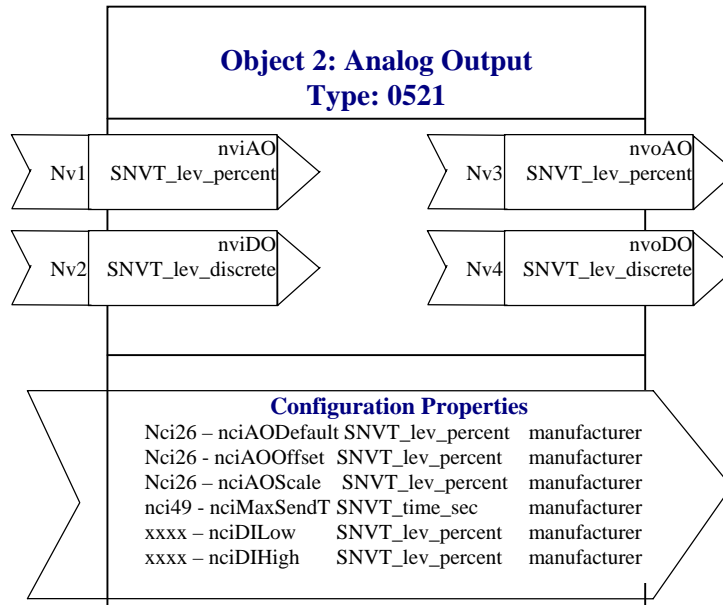 Object 2: Analog Output
Type: 0521
Nv1 nviAO
SNVT_lev_percent
Nv3 nvoAO
SNVT_lev_percent
Nv2 nviDO
SNVT_lev_discrete
Nv4 nvoDO
SNVT_lev_discrete
Configuration Properties
Nci26 – nciAODefault SNVT_lev_percent manufacturer
Nci26 - nciAOOffset SNVT_lev_percent manufacturer
Nci26 – nciAOScale SNVT_lev_percent manufacturer
nci49 - nciMaxSendT SNVT_time_sec manufacturer
xxxx – nciDILow SNVT_lev_percent manufacturer
xxxx – nciDIHigh SNVT_lev_percent manufacturer